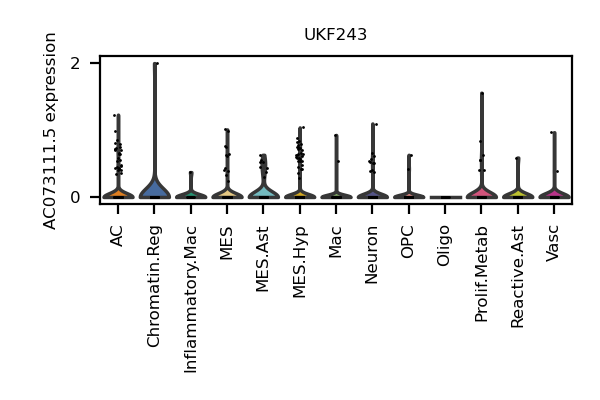 UKF243
AC073111.5 expression
2
0
AC
Chromatin.Reg
Inflammatory.Mac
MES
MES.Ast
MES.Hyp
Mac
Neuron
OPC
Oligo
Prolif.Metab
Reactive.Ast
Vasc